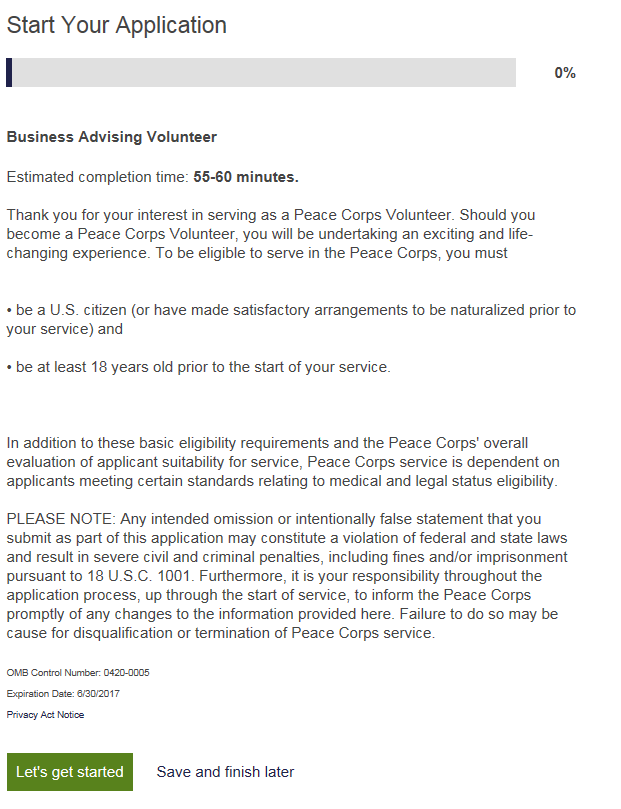 Start Your Application
0%
Business Advising Volunteer
Estimated completion time: 55-60 minutes.
Thank you for your interest in serving as a Peace Corps Volunteer. Should you
become a Peace Corps Volunteer, you will be undertaking an exciting and life-
changing experience. To be eligible to serve in the Peace Corps, you must
• be a U.S. citizen (or have made satisfactory arrangements to be naturalized prior to
your service) and
• be at least 18 years old prior to the start of your service.
In addition to these basic eligibility requirements and the Peace Corps' overall
evaluation of applicant suitability for service, Peace Corps service is dependent on
applicants meeting certain standards relating to medical and legal status eligibility.
PLEASE NOTE: Any intended omission or intentionally false statement that you
submit as part of this application may constitute a violation of federal and state laws
and result in severe civil and criminal penalties, including fines and/or imprisonment
pursuant to 18 U.S.C. 1001. Furthermore, it is your responsibility throughout the
application process, up through the start of service, to inform the Peace Corps
promptly of any changes to the information provided here. Failure to do so may be
cause for disqualification or termination of Peace Corps service.
OMB Control Number: 0420-0005
Expiration Date: 6/30/2017
Privacy Act Notice
Let's get started
Save and finish later